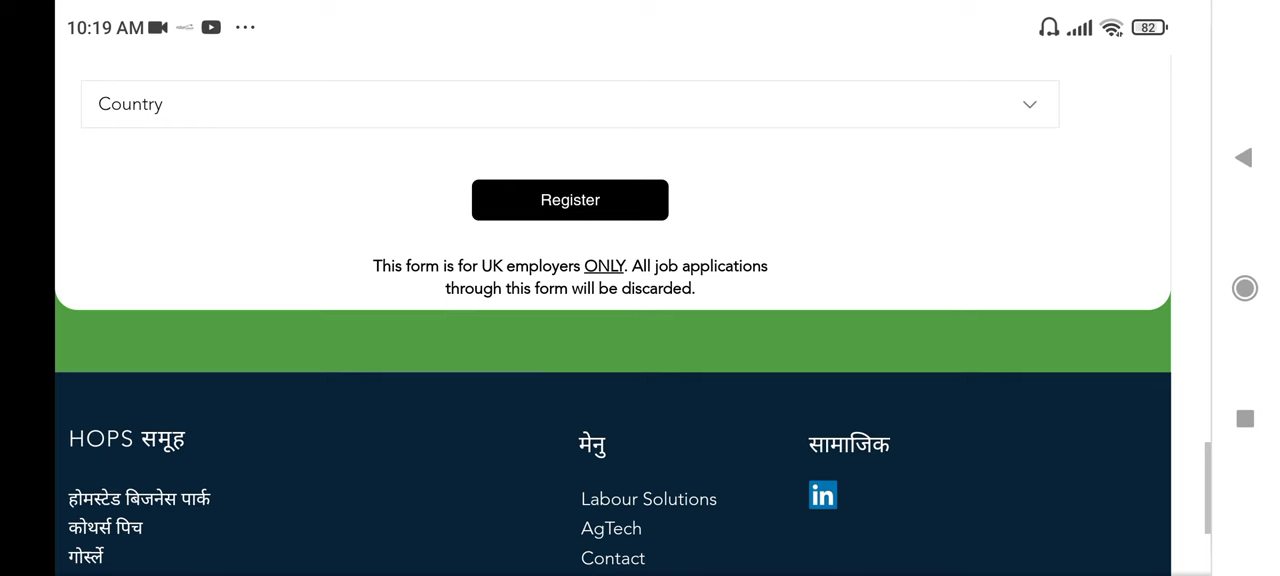 10:19 AM
82
Country
Register
This form is for UK employers ONLY. All job applications
through this form will be discarded.
HOPS समूह
होमस्टेड बिजनेस पार्क
कोथर्स पिच
गोर्स्ले
मेनु
Labour Solutions
AgTech
Contact
सामाजिक
in